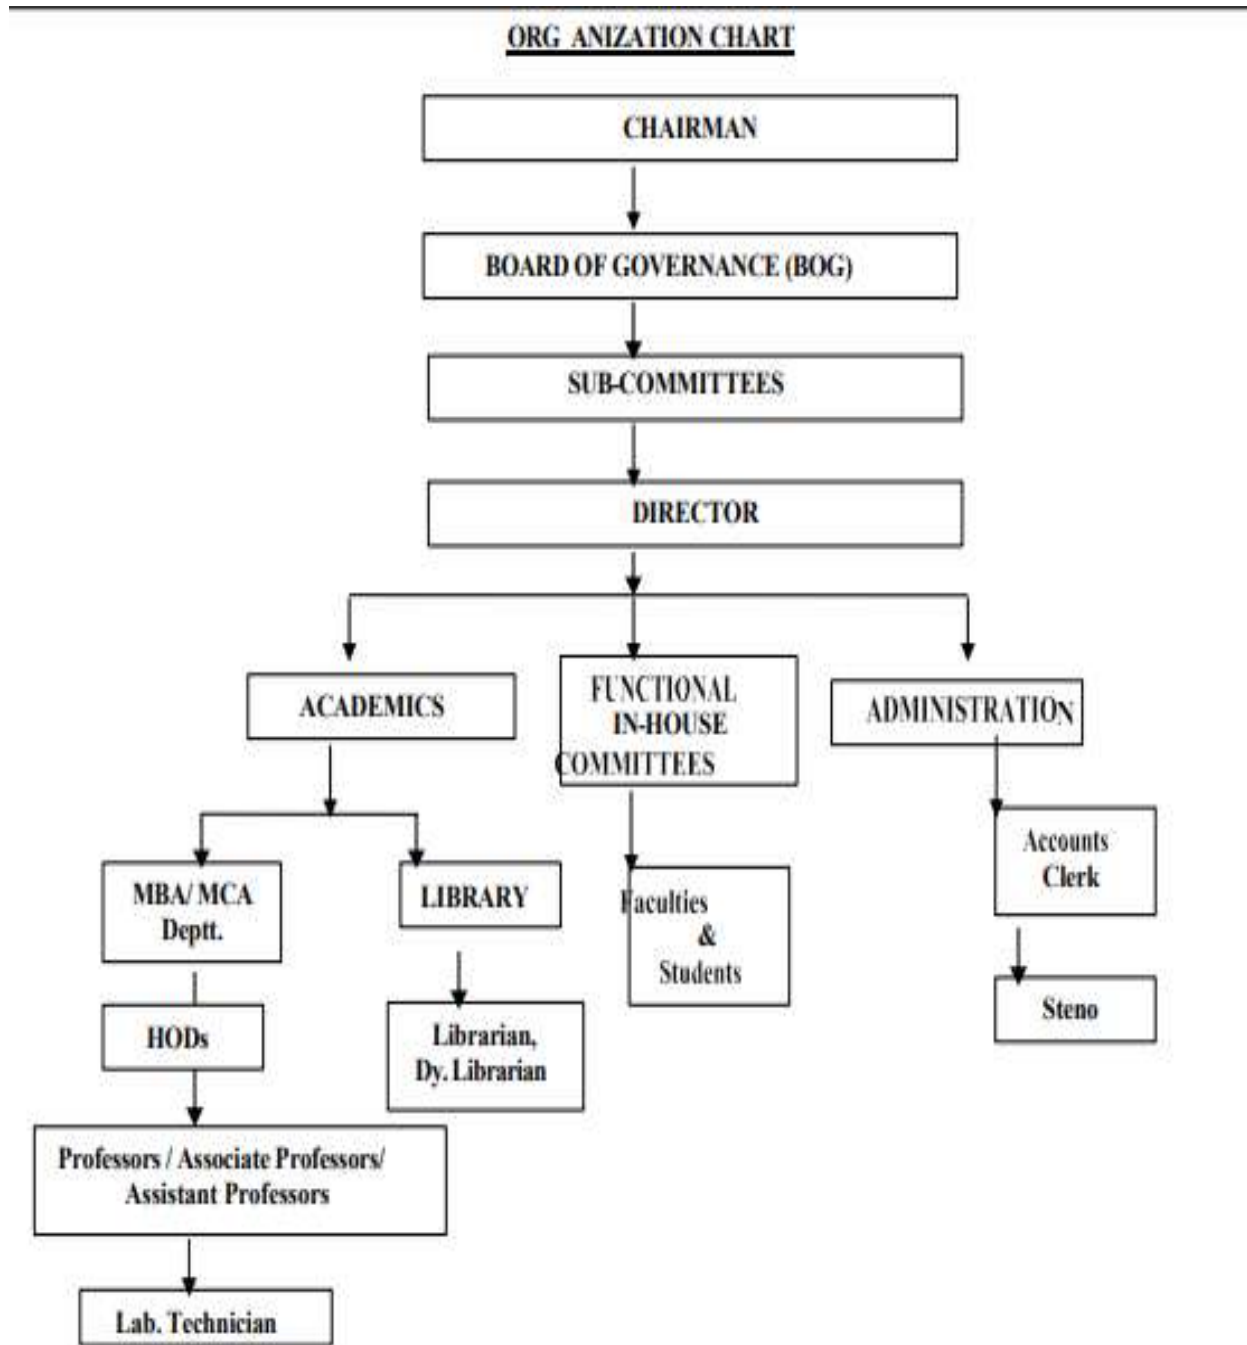 ORG ANIZATION CHART
CHAIRMAN
BOARD OF GOVERNANCE (BOG)
SUB-COMMITTEES
DIRECTOR
ACADEMICS
FUNCTIONAL
IN-HOUSE
COMMITTEES
ADMINISTRATION
MBA/ MCA
Deptt.
LIBRARY
Faculties
&
Students
Accounts
Clerk
HODs
Librarian,
Dy. Librarian
Steno
Professors / Associate Professors/
Assistant Professors
Lab. Technician